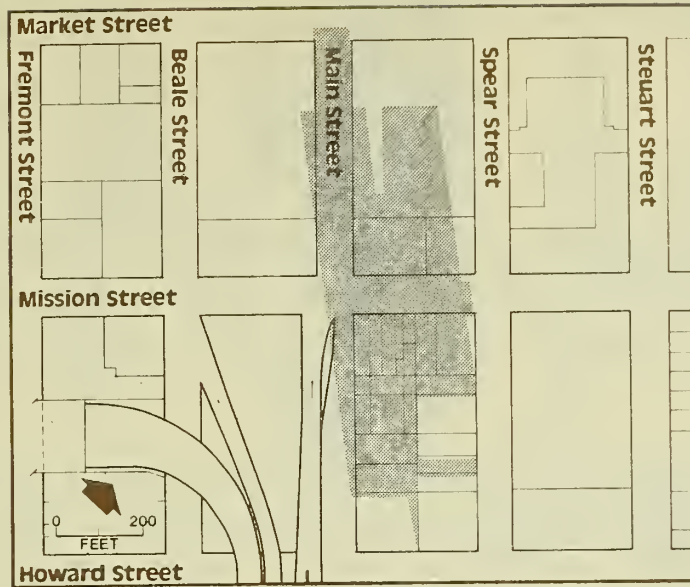 Market Street
Fremont Street
Beale Street
Main Street
Spear Street
Steuart Street
Mission Street
0 200
FEET
Howard Street